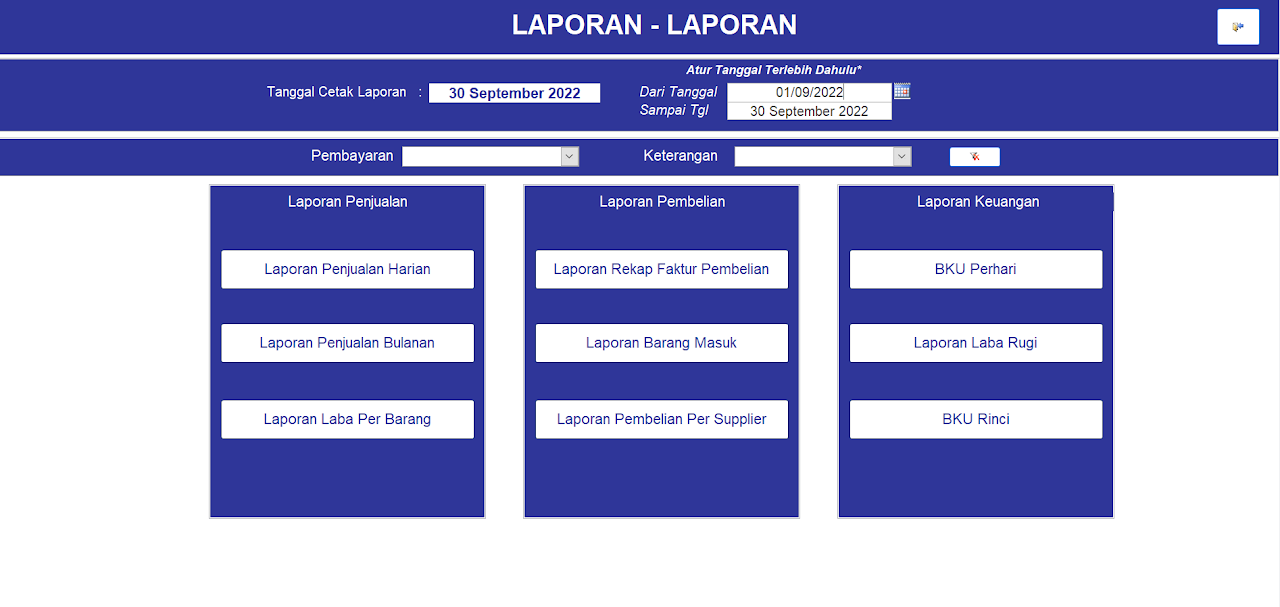 LAPORAN - LAPORAN
Atur Tanggal Terlebih Dahulu*
Tanggal Cetak Laporan : 30 September 2022 Dari Tanggal 01/09/2022
Sampai Tgl 30 September 2022
Pembayaran Keterangan
Laporan Penjualan Laporan Pembelian Laporan Keuangan
Laporan Penjualan Harian Laporan Rekap Faktur Pembelian BKU Perhari
Laporan Penjualan Bulanan Laporan Barang Masuk Laporan Laba Rugi
Laporan Laba Per Barang Laporan Pembelian Per Supplier BKU Rinci